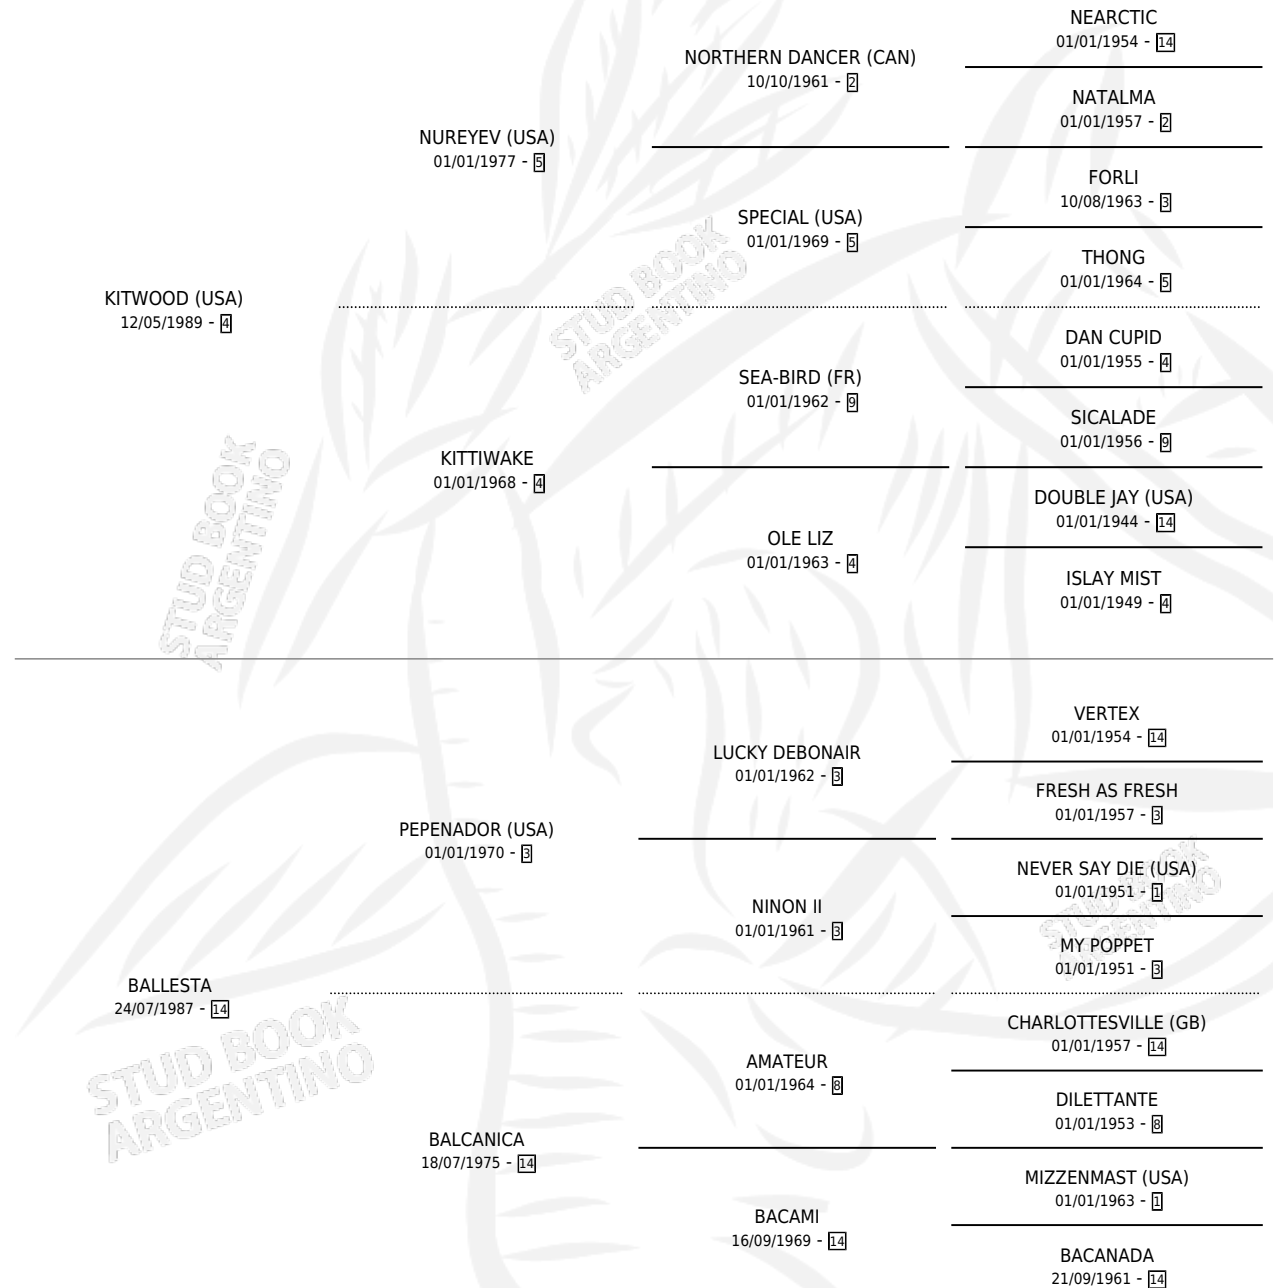 NEARCTIC
01/01/1954 - 14
NORTHERN DANCER (CAN)
10/10/1961 - 2
NATALMA
01/01/1957 - 2
NUREYEV (USA)
01/01/1977 - 5
FORLI
10/08/1963 - 3
SPECIAL (USA)
01/01/1969 - 5
THONG
01/01/1964 - 5
KITWOOD (USA)
12/05/1989 - 4
STUD BOOK
ARGENTINO
DAN CUPID
01/01/1955 - 4
SEA-BIRD (FR)
01/01/1962 - 9
SICALADE
01/01/1956 - 9
KITTIWAKE
01/01/1968 - 4
DOUBLE JAY (USA)
01/01/1944 - 14
OLE LIZ
01/01/1963 - 4
ISLAY MIST
01/01/1949 - 4
STUD BOOK
ARGENTINO
VERTEX
01/01/1954 - 14
LUCKY DEBONAIR
01/01/1962 - 3
FRESH AS FRESH
01/01/1957 - 3
PEPENADOR (USA)
01/01/1970 - 3
NEVER SAY DIE (USA)
01/01/1951 - 1
NINON II
01/01/1961 - 3
MY POPPET
01/01/1951 - 3
STUD BOOK
ARGENTINO
BALLESTA
24/07/1987 - 14
CHARLOTTESVILLE (GB)
01/01/1957 - 14
AMATEUR
01/01/1964 - 8
DILETTANTE
01/01/1953 - 8
STUD BOOK
ARGENTINO
BALCANICA
18/07/1975 - 14
MIZZENMAST (USA)
01/01/1963 - 1
BACAMI
16/09/1969 - 14
BACANADA
21/09/1961 - 14